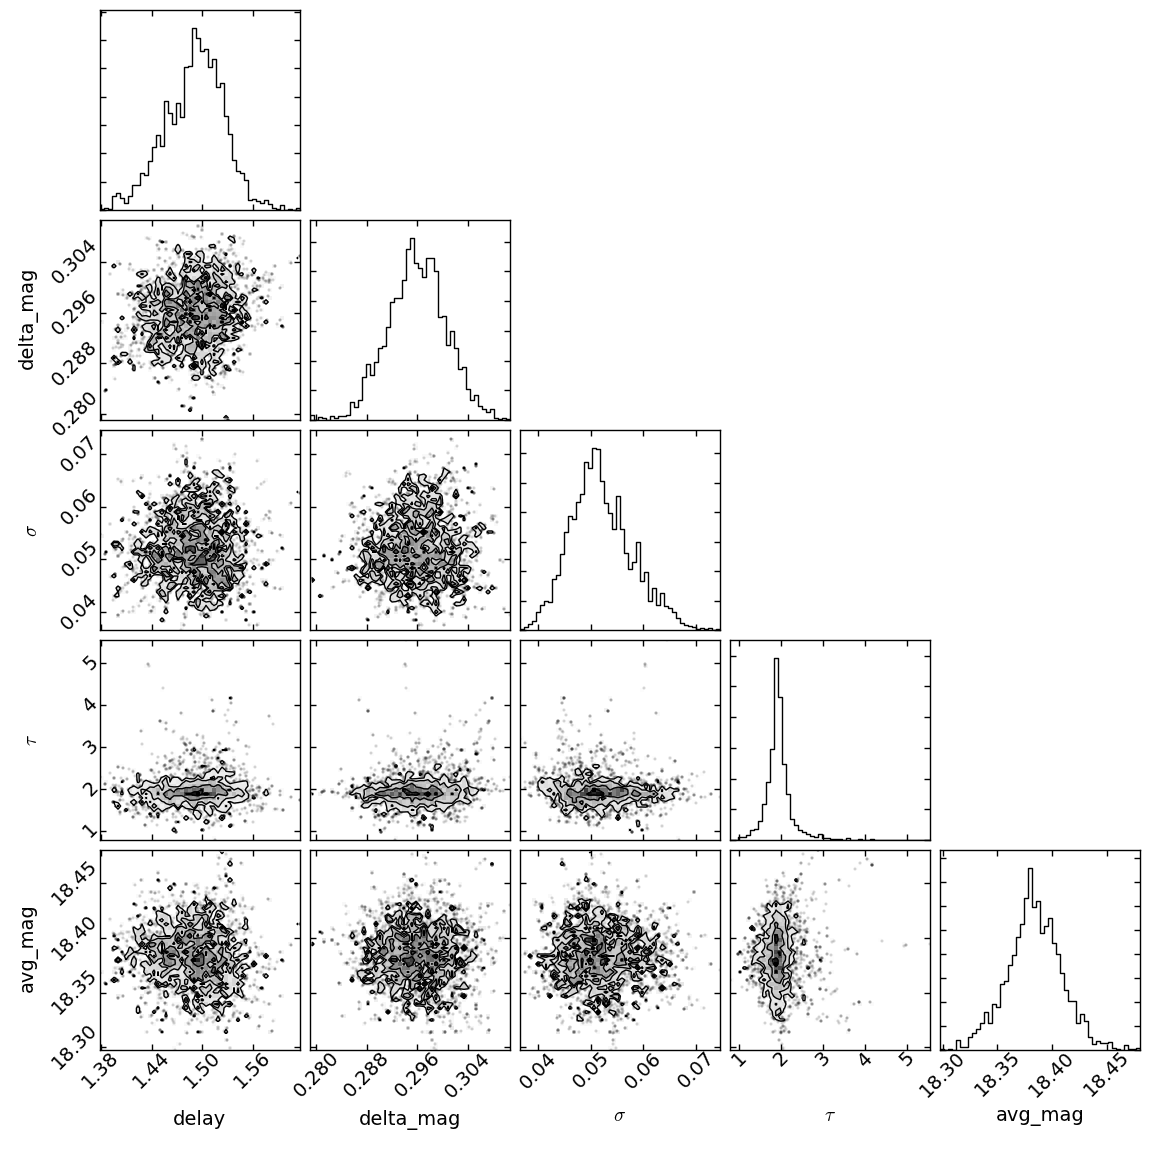 0.304
0.296
0.288
0.280
delta_mag
0.07
0.06
0.05
0.04
σ
5
4
3
2
1
τ
18.45
18.40
18.35
18.30
avg_mag
1.38 1.44 1.50 1.56
0.280 0.288 0.296 0.304
0.04 0.05 0.06 0.07
1 2 3 4 5
18.30 18.35 18.40 18.45
delay delta_mag σ τ avg_mag